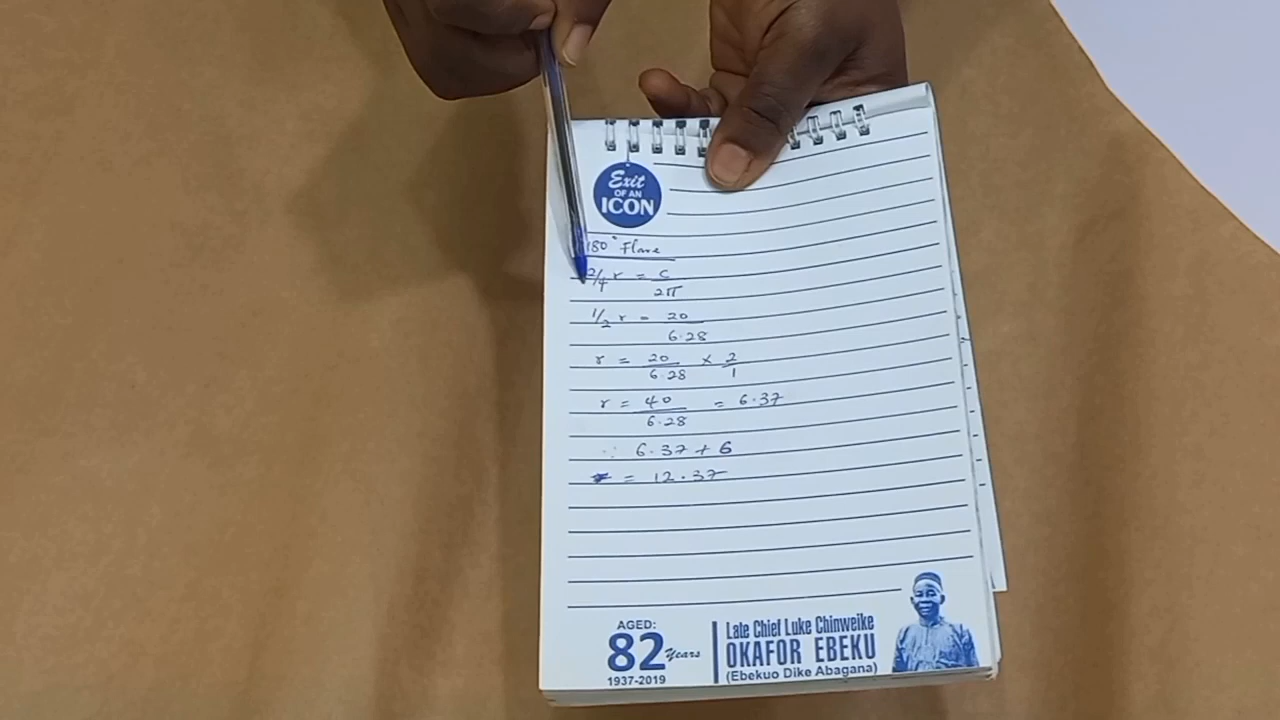 Exit
OF AN
ICON
180° Flare
2/4 r = C/2π
1/2 r = 20/6.28
r = 20/6.28 × 2/1
r = 40/6.28 = 6.37
∴ 6.37 + 6
= 12.37
AGED:
82 Years
1937-2019
Late Chief Luke Chinweike
OKAFOR EBEKU
(Ebekuo Dike Abagana)